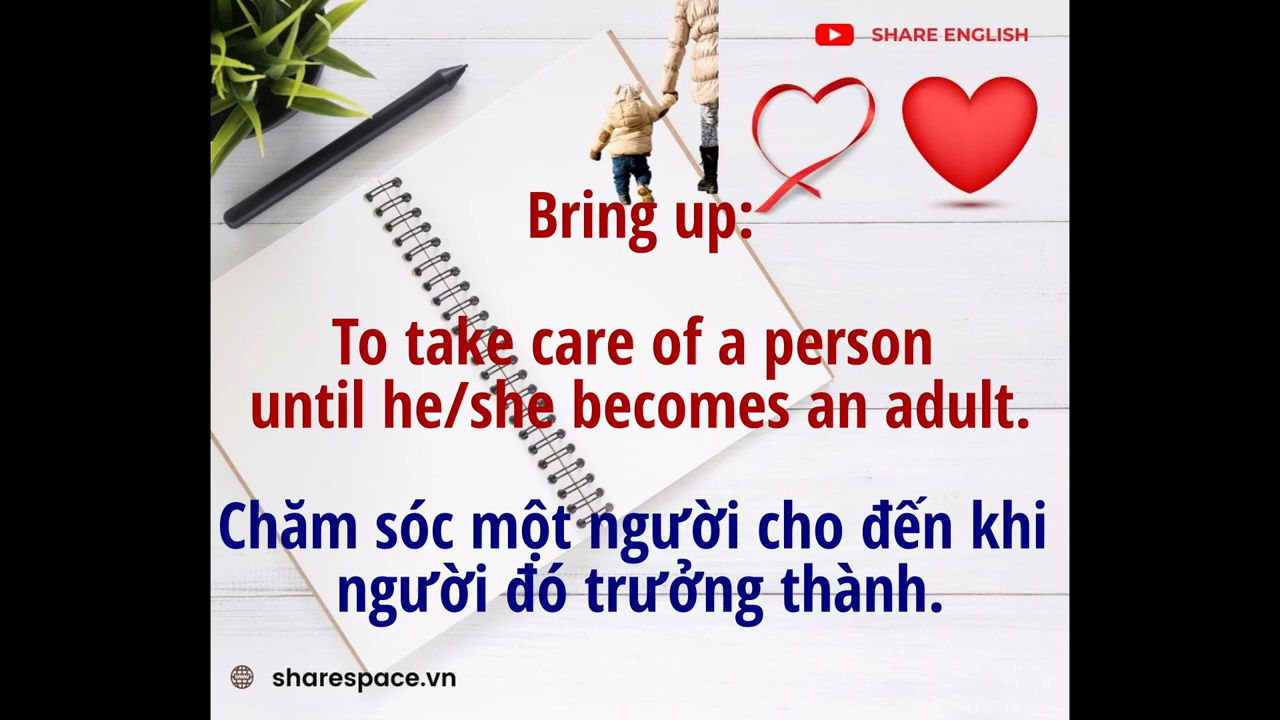 SHARE ENGLISH
Bring up:
To take care of a person
until he/she becomes an adult.
Chăm sóc một người cho đến khi
người đó trưởng thành.
sharespace.vn